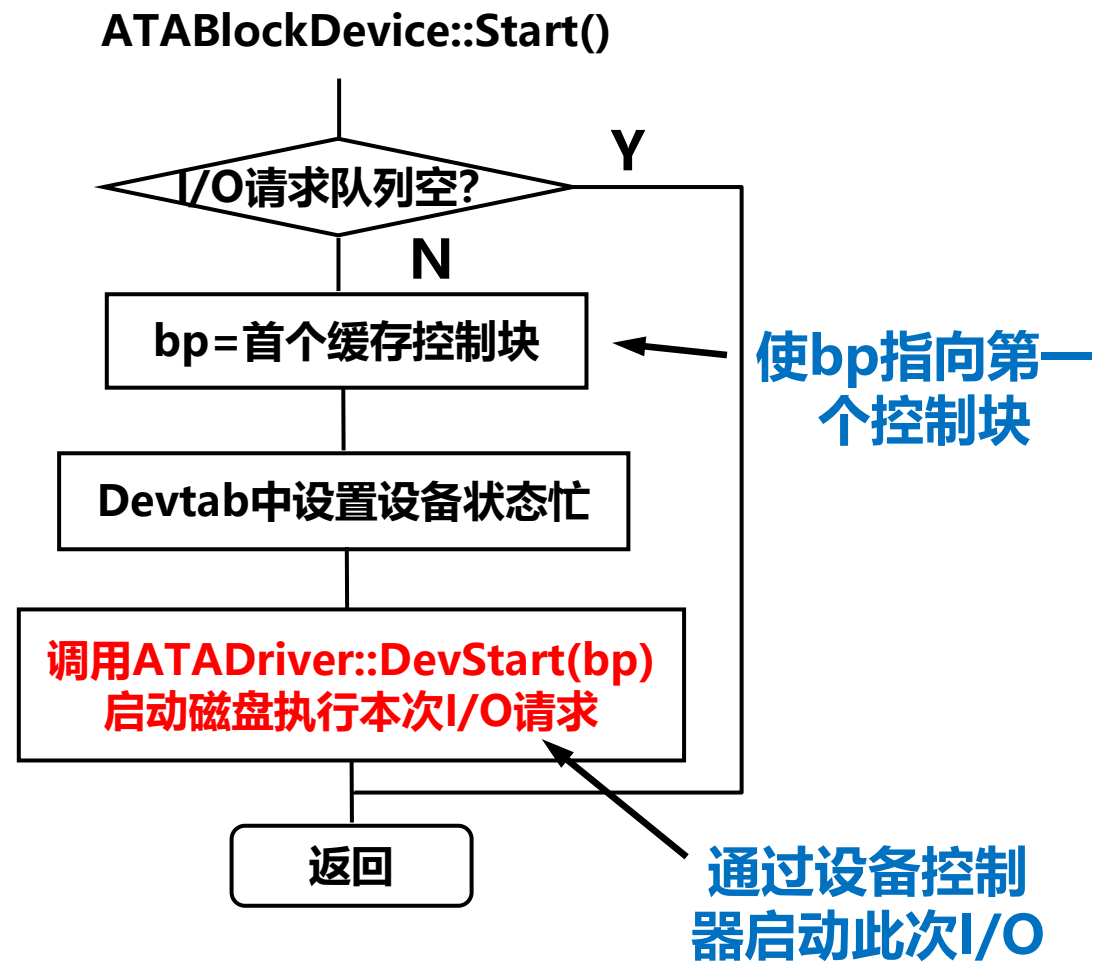 ATABlockDevice::Start()
Y
I/O请求队列空?
N
bp=首个缓存控制块
使bp指向第一
个控制块
Devtab中设置设备状态忙
调用ATADriver::DevStart(bp)
启动磁盘执行本次I/O请求
返回
通过设备控制
器启动此次I/O